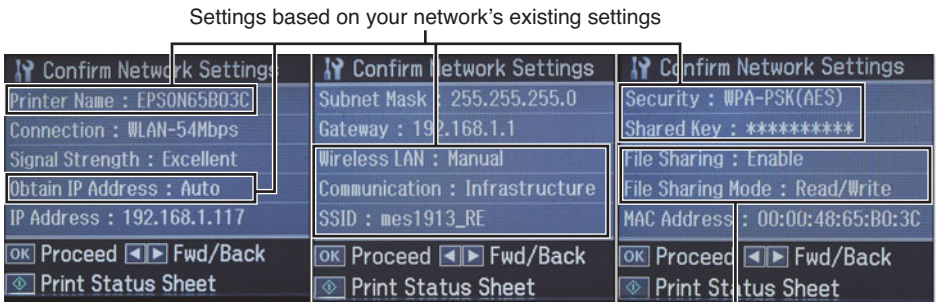 Settings based on your network's existing settings
Confirm Network Settings
Printer Name : EPSON65B03C
Connection : WLAN-54Mbps
Signal Strength : Excellent
Obtain IP Address : Auto
IP Address : 192.168.1.117
OK Proceed Fwd/Back
Print Status Sheet
Confirm Network Settings
Subnet Mask : 255.255.255.0
Gateway : 192.168.1.1
Wireless LAN : Manual
Communication : Infrastructure
SSID : mes1913_RE
OK Proceed Fwd/Back
Print Status Sheet
Confirm Network Settings
Security : WPA-PSK(AES)
Shared Key : **********
File Sharing : Enable
File Sharing Mode : Read/Write
MAC Address : 00:00:48:65:B0:3C
OK Proceed Fwd/Back
Print Status Sheet